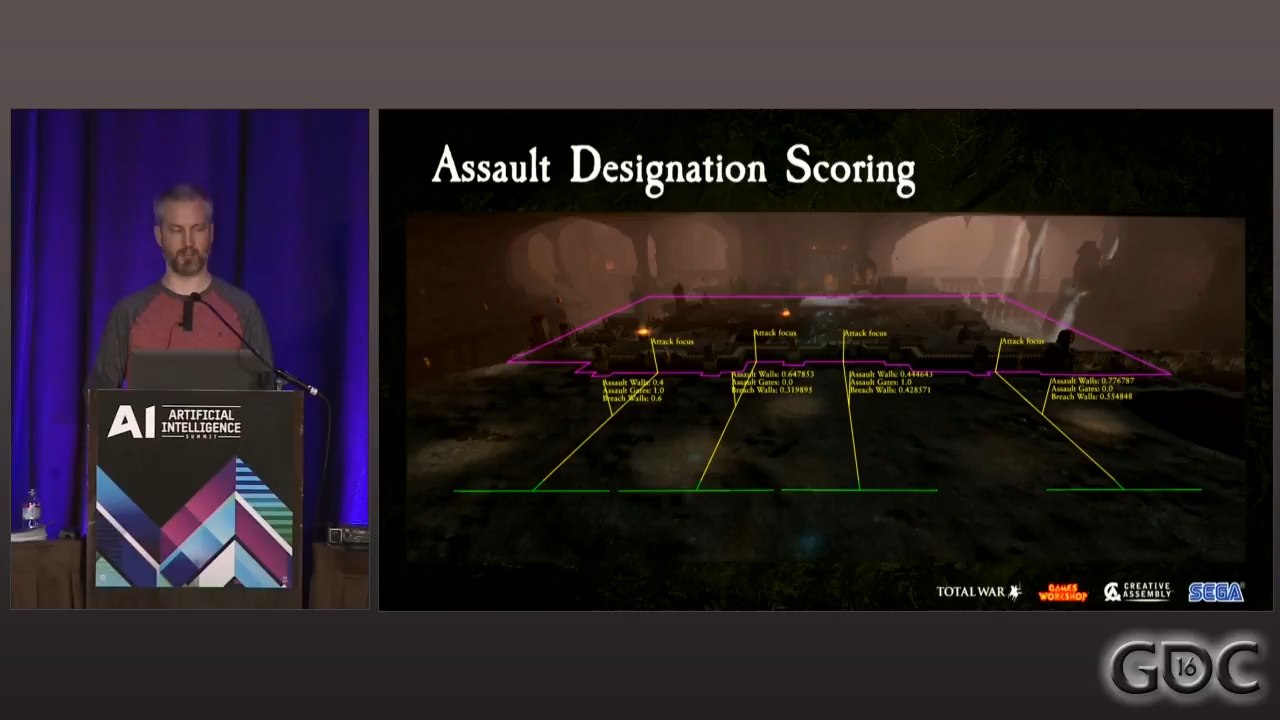 Assault Designation Scoring
Attack focus
Attack focus
Attack focus
Attack focus
Assault Walls: 0.4
Assault Gates: 1.0
Breach Walls: 0.6
Assault Walls: 0.647853
Assault Gates: 0.0
Breach Walls: 0.319895
Assault Walls: 0.444643
Assault Gates: 1.0
Breach Walls: 0.428571
Assault Walls: 0.776787
Assault Gates: 0.0
Breach Walls: 0.554848
AI ARTIFICIAL
INTELLIGENCE
SUMMIT
TOTAL WAR
GAMES
WORKSHOP
CREATIVE
ASSEMBLY
SEGA
GDC 16